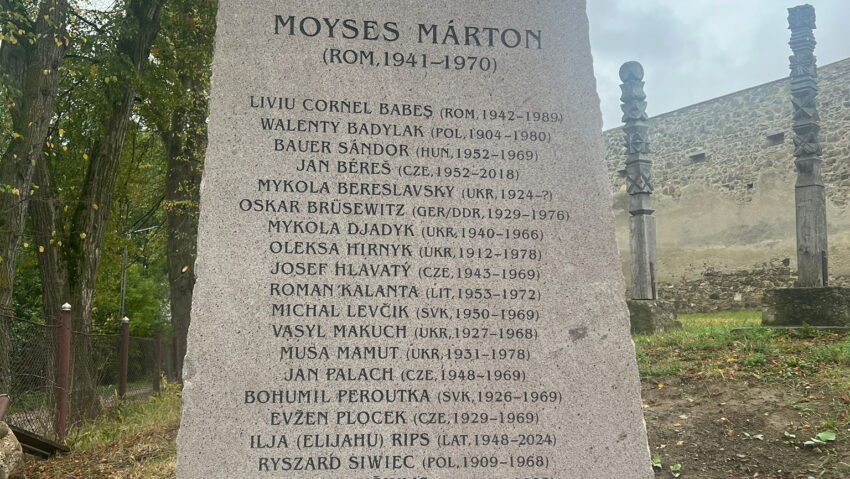 MOYSES MÁRTON
(ROM, 1941–1970)
LIVIU CORNEL BABEȘ (ROM, 1942–1989)
WALENTY BADYLAK (POL, 1904–1980)
BAUER SÁNDOR (HUN, 1952–1969)
JAN BÉREŠ (CZE, 1952–2018)
MYKOLA BERESLAVSKY (UKR, 1924–?)
OSKAR BRÜSEWITZ (GER/DDR, 1929–1976)
MYKOLA DJADYK (UKR, 1940–1966)
OLEKSA HIRNYK (UKR, 1912–1978)
JOSEF HLAVATÝ (CZE, 1943–1969)
ROMAN KALANTA (LIT, 1953–1972)
MICHAL LEVČIK (SVK, 1950–1969)
VASYL MAKUCH (UKR, 1927–1968)
MUSA MAMUT (UKR, 1931–1978)
JAN PALACH (CZE, 1948–1969)
BOHUMIL PEROUTKA (SVK, 1926–1969)
EVŽEN PLOCEK (CZE, 1929–1969)
ILJA (ELIJAHU) RIPS (LAT, 1948–2024)
RYSZARD SIWIEC (POL, 1909–1968)